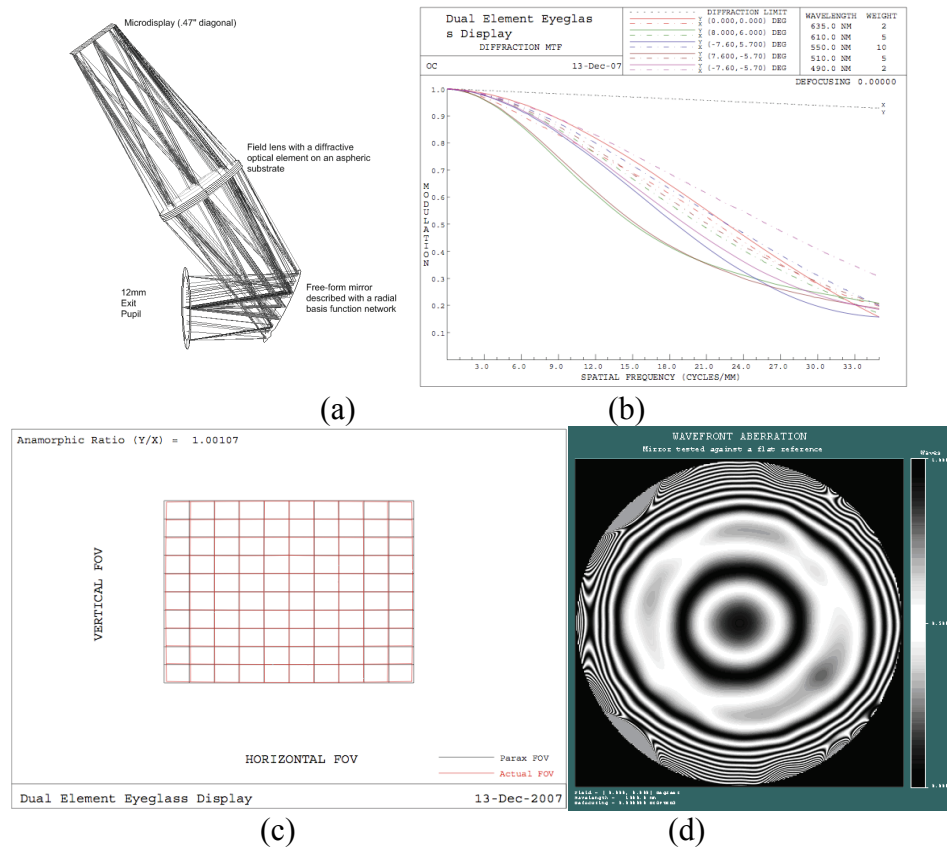 Microdisplay (.47" diagonal)
Field lens with a diffractive
optical element on an aspheric
substrate
12mm
Exit
Pupil
Free-form mirror
described with a radial
basis function network
(a)
Dual Element Eyeglas
s Display
DIFFRACTION MTF
OC 13-Dec-07
DIFFRACTION LIMIT
Y
X (0.000,0.000) DEG
Y
X (8.000,6.000) DEG
Y
X (-7.60,5.700) DEG
Y
X (7.600,-5.70) DEG
Y
X (-7.60,-5.70) DEG
WAVELENGTH WEIGHT
635.0 NM 2
610.0 NM 5
550.0 NM 10
510.0 NM 5
490.0 NM 2
DEFOCUSING 0.00000
1.0
0.9
0.8
0.7
0.6
0.5
0.4
0.3
0.2
0.1
MODULATION
X
Y
3.0 6.0 9.0 12.0 15.0 18.0 21.0 24.0 27.0 30.0 33.0
SPATIAL FREQUENCY (CYCLES/MM)
(b)
Anamorphic Ratio (Y/X) = 1.00107
VERTICAL FOV
HORIZONTAL FOV
Parax FOV
Actual FOV
Dual Element Eyeglass Display 13-Dec-2007
(c)
WAVEFRONT ABERRATION
Mirror tested against a flat reference
Waves
(d)